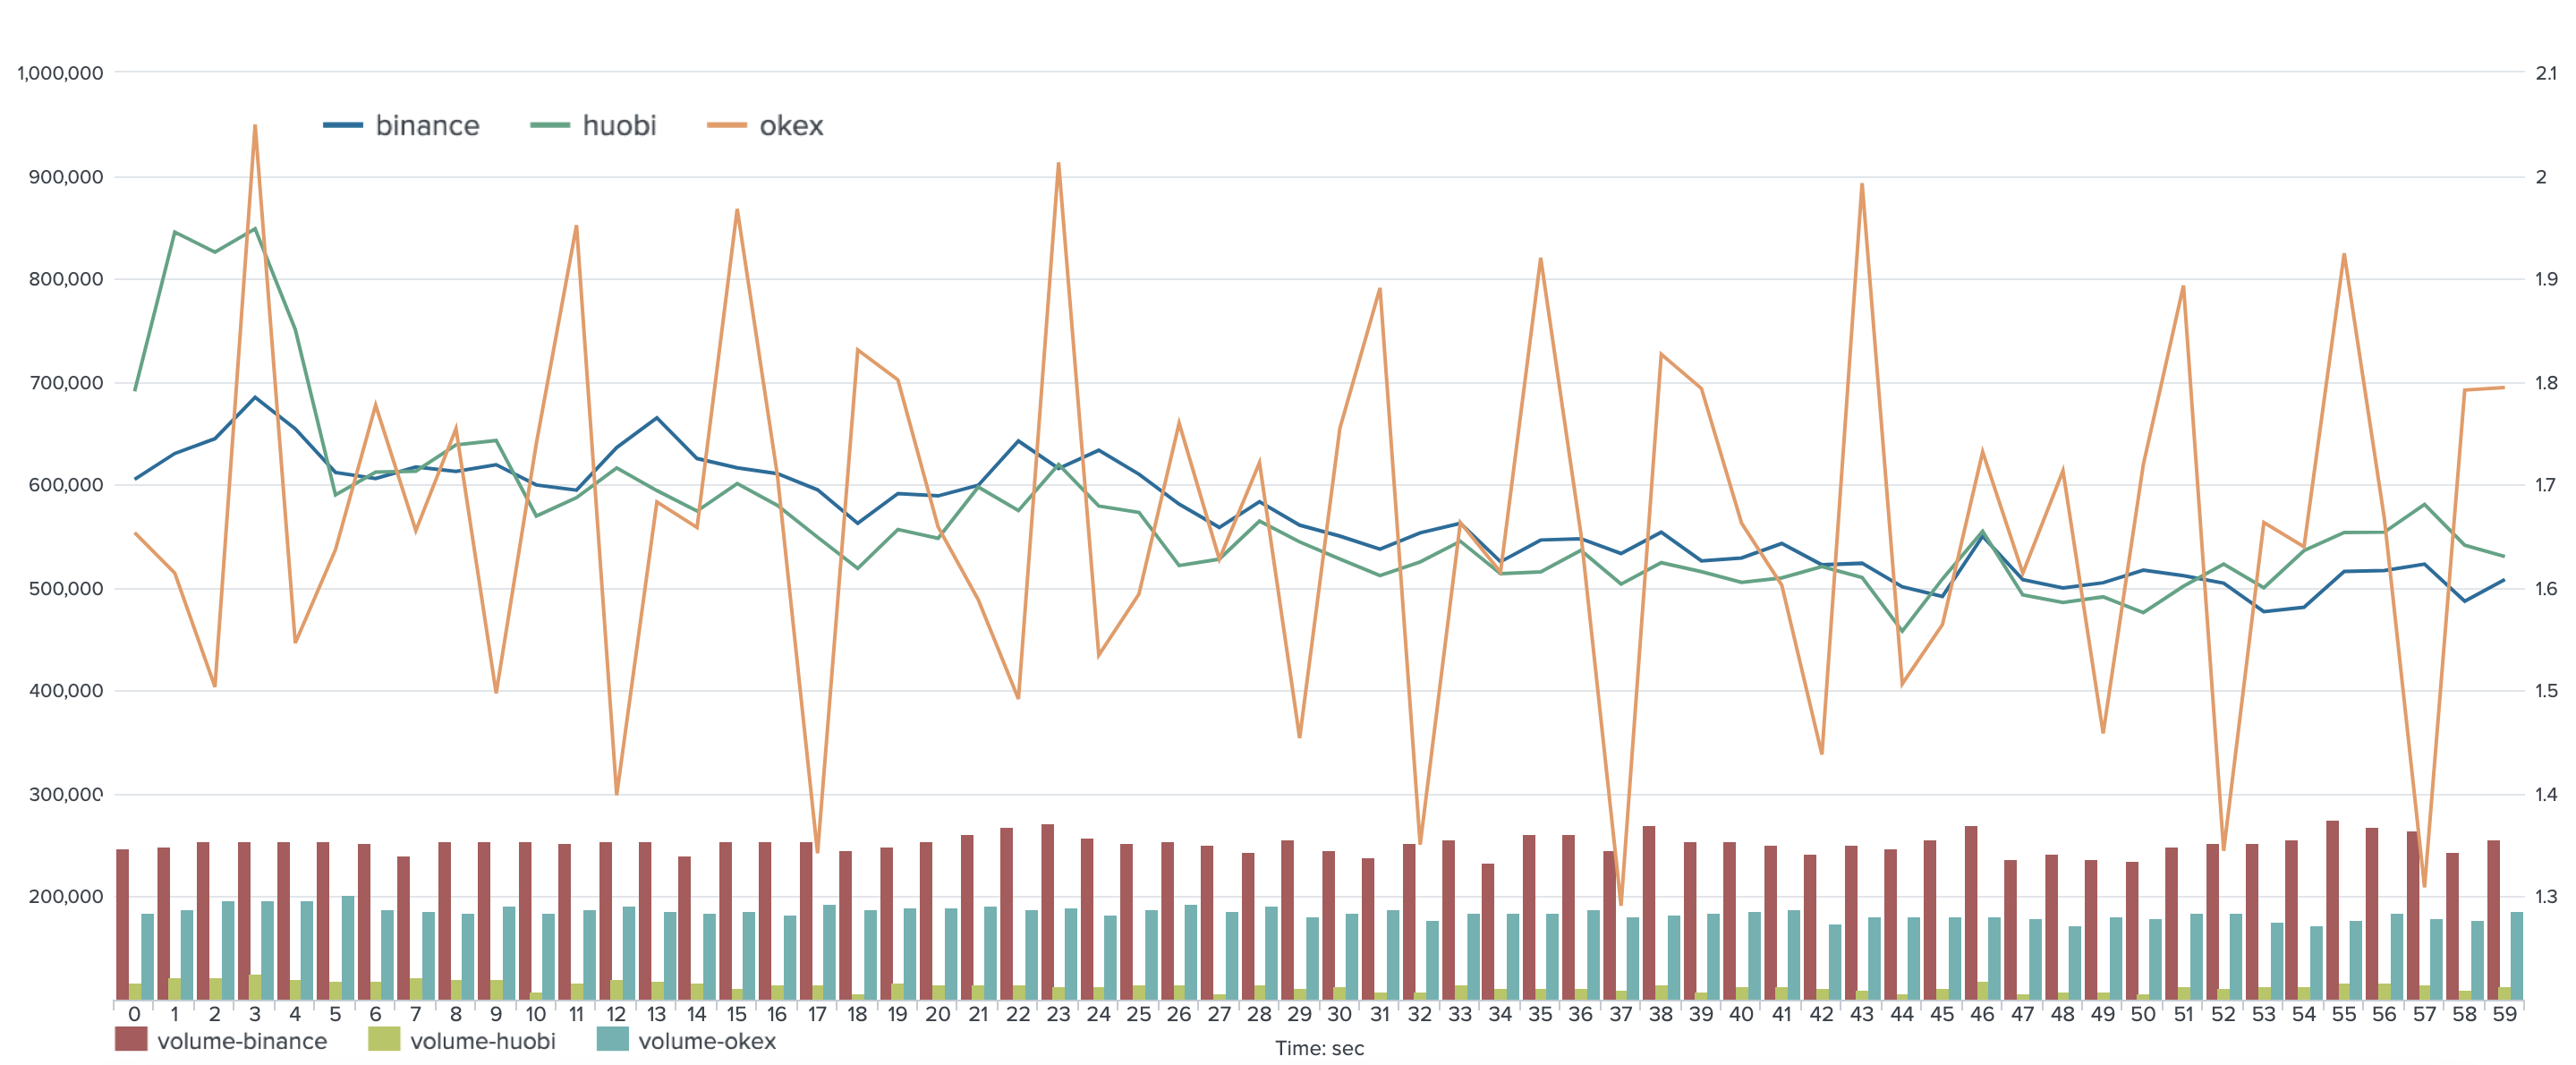 1,000,000 2.1
binance huobi okex
900,000 2
800,000 1.9
700,000 1.8
600,000 1.7
500,000 1.6
400,000 1.5
300,000 1.4
200,000 1.3
0 1 2 3 4 5 6 7 8 9 10 11 12 13 14 15 16 17 18 19 20 21 22 23 24 25 26 27 28 29 30 31 32 33 34 35 36 37 38 39 40 41 42 43 44 45 46 47 48 49 50 51 52 53 54 55 56 57 58 59
volume-binance volume-huobi volume-okex
Time: sec